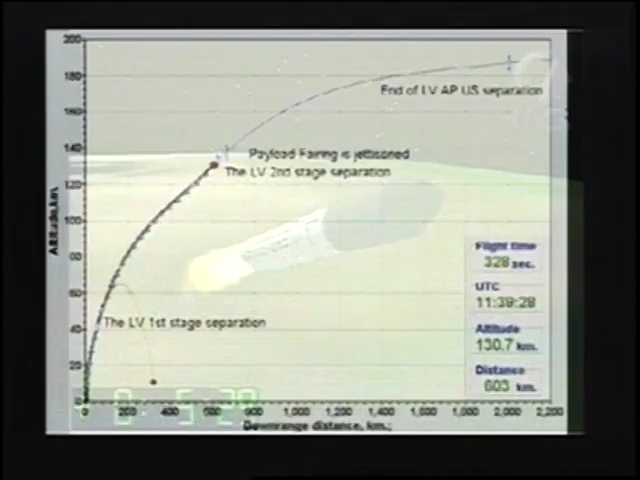 200
180
160
140
120
100
80
60
40
20
0
Altitude, km.
End of LV AP US separation
Payload Fairing is jettisoned
The LV 2nd stage separation
The LV 1st stage separation
Flight time
328 sec.
UTC
11:39:28
Altitude
130.7 km.
Distance
603 km.
0 200 400 600 800 1,000 1,200 1,400 1,600 1,800 2,000 2,200
Downrange distance, km.;